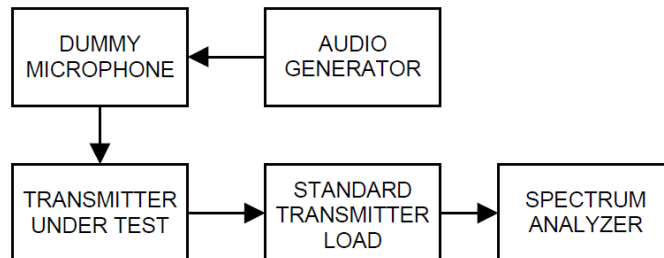 DUMMY
MICROPHONE
AUDIO
GENERATOR
TRANSMITTER
UNDER TEST
STANDARD
TRANSMITTER
LOAD
SPECTRUM
ANALYZER